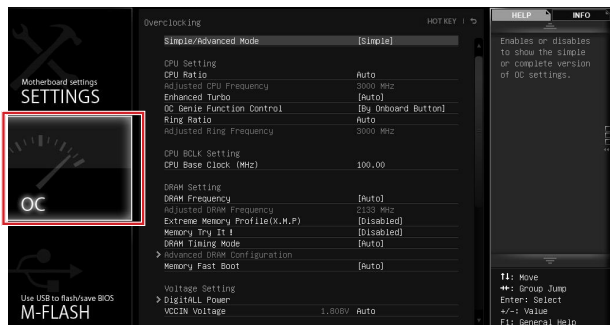 Overclocking
HOT KEY
HELP
INFO
Simple/Advanced Mode [Simple]
CPU Setting
CPU Ratio Auto
Adjusted CPU Frequency 3000 MHz
Enhanced Turbo [Auto]
OC Genie Function Control [By Onboard Button]
Ring Ratio Auto
Adjusted Ring Frequency 3000 MHz
CPU BCLK Setting
CPU Base Clock (MHz) 100.00
DRAM Setting
DRAM Frequency [Auto]
Adjusted DRAM Frequency 2133 MHz
Extreme Memory Profile(X.M.P) [Disabled]
Memory Try It ! [Disabled]
DRAM Timing Mode [Auto]
> Advanced DRAM Configuration
Memory Fast Boot [Auto]
Voltage Setting
> DigitALL Power
VCCIN Voltage 1.808V Auto
Motherboard settings
SETTINGS
OC
Use USB to flash/save BIOS
M-FLASH
Enables or disables
to show the simple
or complete version
of OC settings.
↑↓: Move
→←: Group Jump
Enter: Select
+/-: Value
F1: General Help